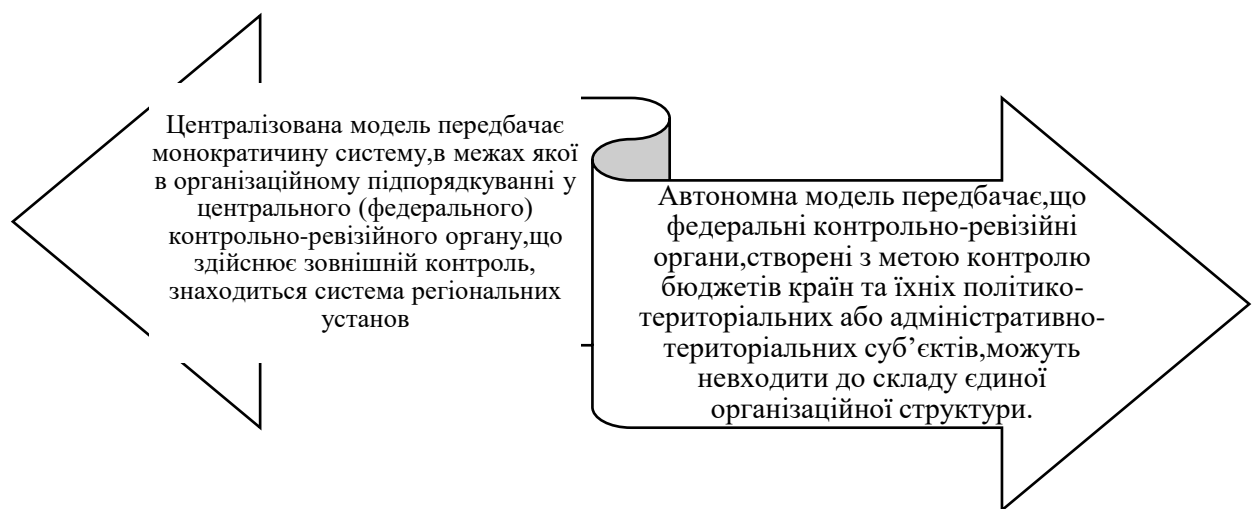 Централізована модель передбачає
монократичину систему,в межах якої
в організаційному підпорядкуванні у
центрального (федерального)
контрольно-ревізійного органу,що
здійснює зовнішній контроль,
знаходиться система регіональних
установ
Автономна модель передбачає,що
федеральні контрольно-ревізійні
органи,створені з метою контролю
бюджетів країн та їхніх політико-
територіальних або адміністративно-
територіальних суб’єктів,можуть
невходити до складу єдиної
організаційної структури.